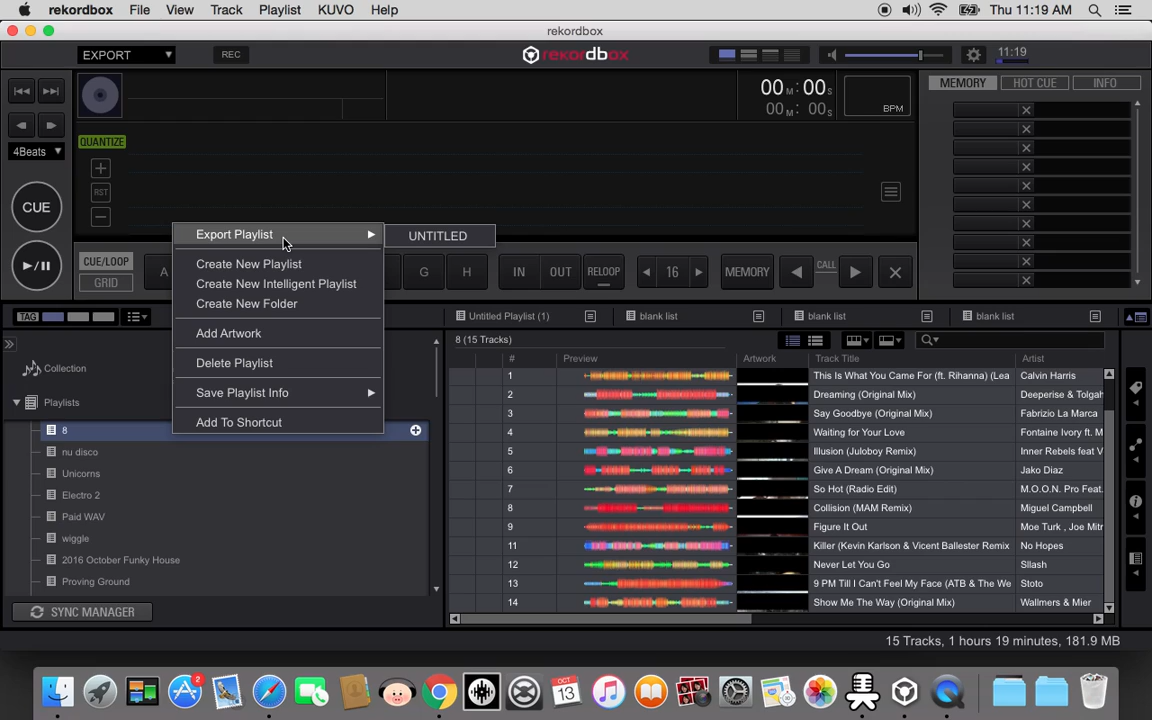 rekordbox File View Track Playlist KUVO Help Thu 11:19 AM
rekordbox
EXPORT REC rekordbox 11:19
00 M: 00 S
00 M: 00 S
BPM
MEMORY HOT CUE INFO
QUANTIZE
4Beats
RST
CUE
CUE/LOOP
GRID
A G H IN OUT RELOOP 16 MEMORY CALL
Export Playlist
UNTITLED
Create New Playlist
Create New Intelligent Playlist
Create New Folder
Add Artwork
Delete Playlist
Save Playlist Info
Add To Shortcut
TAG
Untitled Playlist (1) blank list blank list blank list
Collection
Playlists
8
nu disco
Unicorns
Electro 2
Paid WAV
wiggle
2016 October Funky House
Proving Ground
SYNC MANAGER
8 (15 Tracks)
# Preview Artwork Track Title Artist
1 This Is What You Came For (ft. Rihanna) (Lea Calvin Harris
2 Dreaming (Original Mix) Deeperise & Tolgah
3 Say Goodbye (Original Mix) Fabrizio La Marca
4 Waiting for Your Love Fontaine Ivory ft. M
5 Illusion (Juloboy Remix) Inner Rebels feat V
6 Give A Dream (Original Mix) Jako Diaz
7 So Hot (Radio Edit) M.O.O.N. Pro Feat.
8 Collision (MAM Remix) Miguel Campbell
9 Figure It Out Moe Turk , Joe Mitr
11 Killer (Kevin Karlson & Vicent Ballester Remix No Hopes
12 Never Let You Go Sllash
13 9 PM Till I Can't Feel My Face (ATB & The We Stoto
14 Show Me The Way (Original Mix) Wallmers & Mier
15 Tracks, 1 hours 19 minutes, 181.9 MB
2
OCT
13